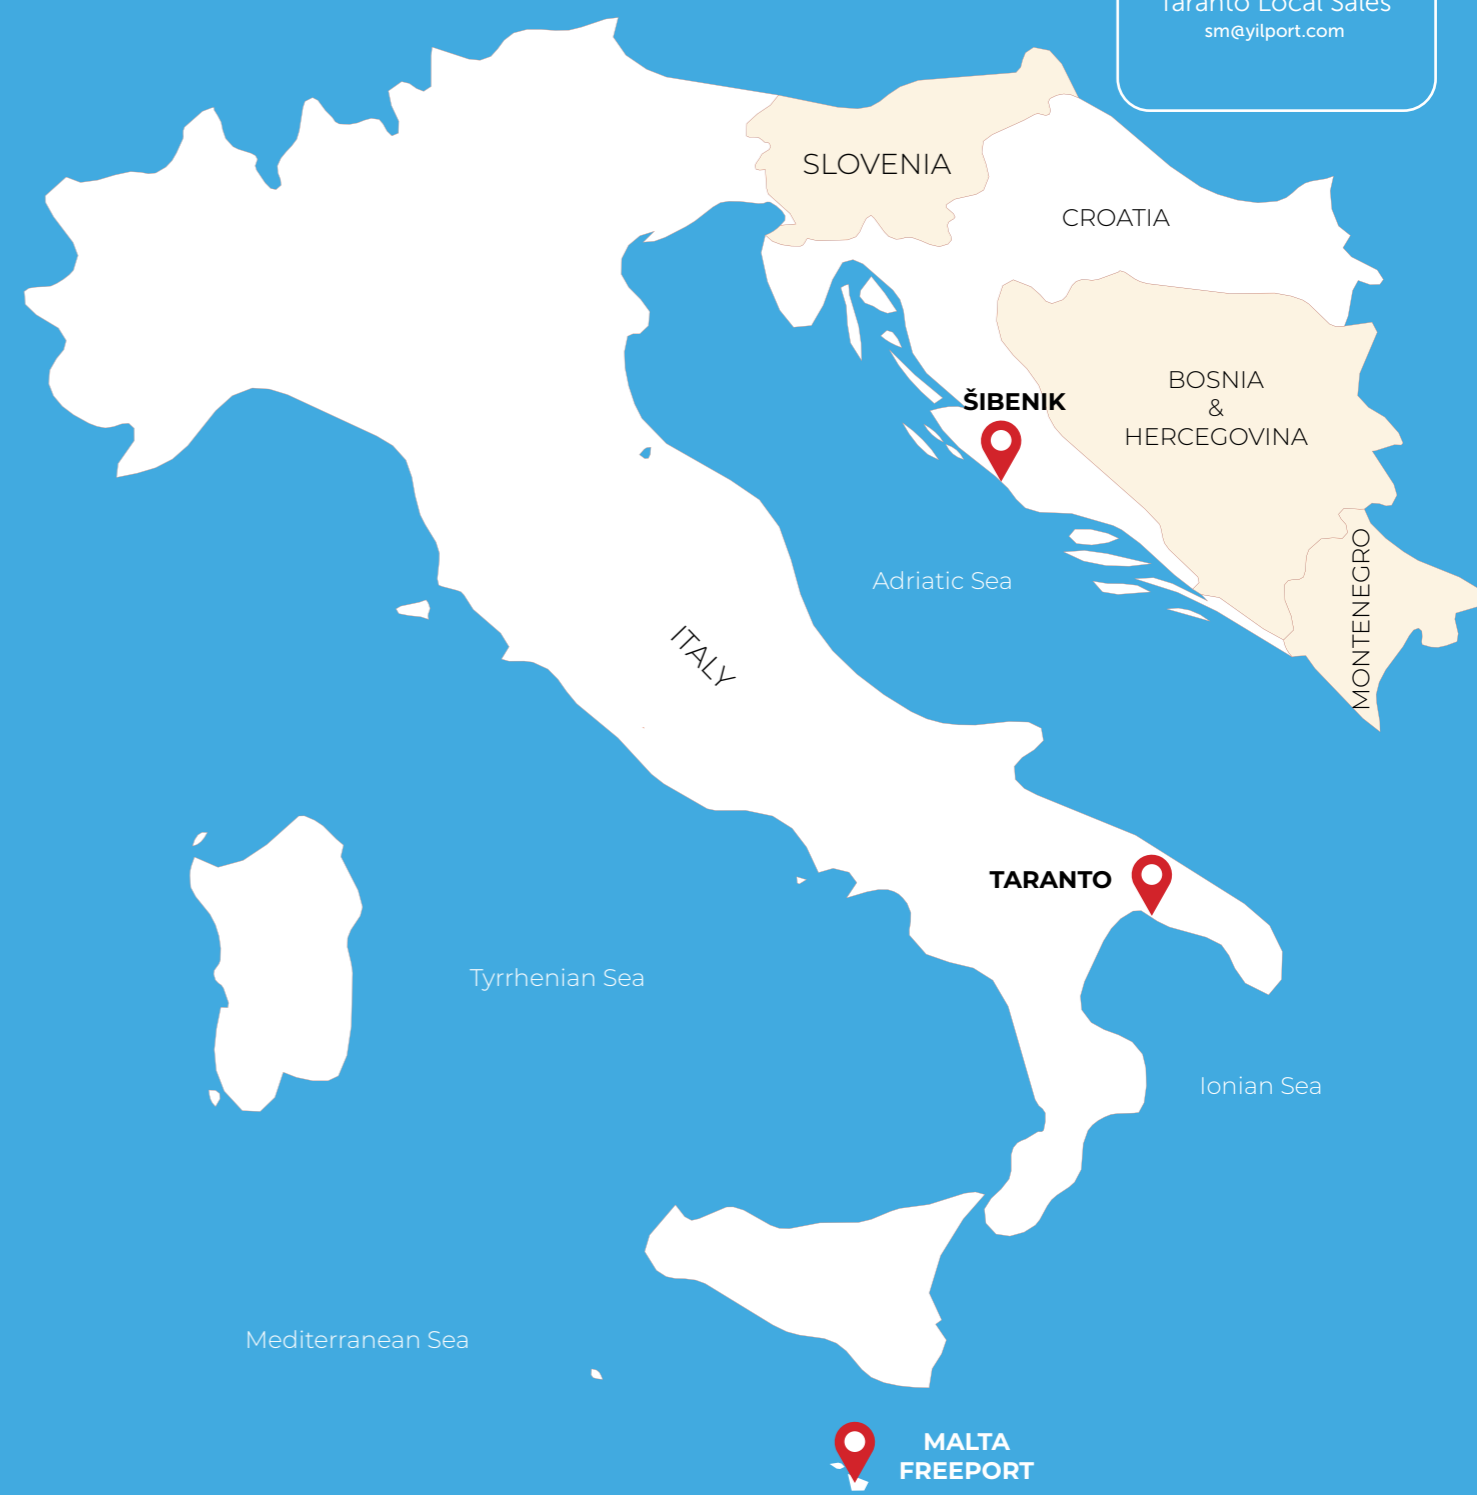 Taranto Local Sales
sm@yilport.com
SLOVENIA
CROATIA
BOSNIA
&
HERCEGOVINA
ŠIBENIK
MONTENEGRO
Adriatic Sea
ITALY
TARANTO
Tyrrhenian Sea
Ionian Sea
Mediterranean Sea
MALTA
FREEPORT